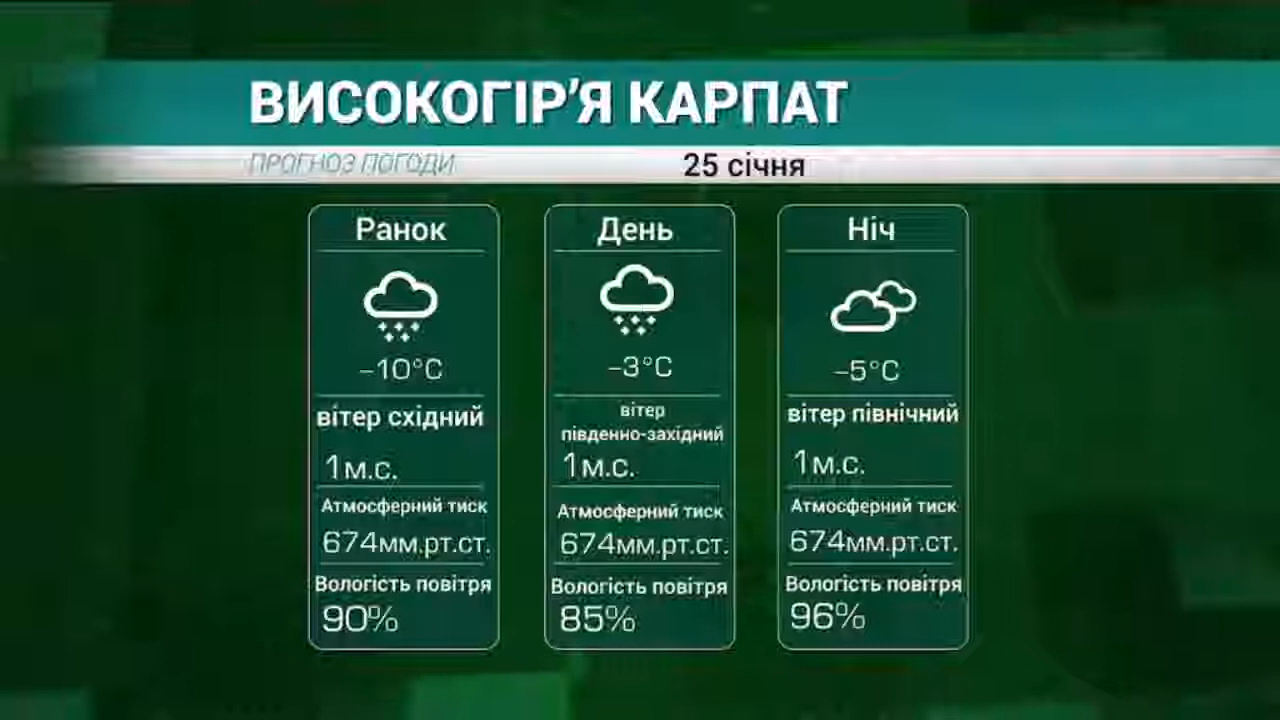 ВИСОКОГІР’Я КАРПАТ
ПРОГНОЗ ПОГОДИ
25 січня
Ранок
–10°C
вітер східний
1м.с.
Атмосферний тиск
674мм.рт.ст.
Вологість повітря
90%
День
–3°C
вітер
південно-західний
1м.с.
Атмосферний тиск
674мм.рт.ст.
Вологість повітря
85%
Ніч
–5°C
вітер північний
1м.с.
Атмосферний тиск
674мм.рт.ст.
Вологість повітря
96%